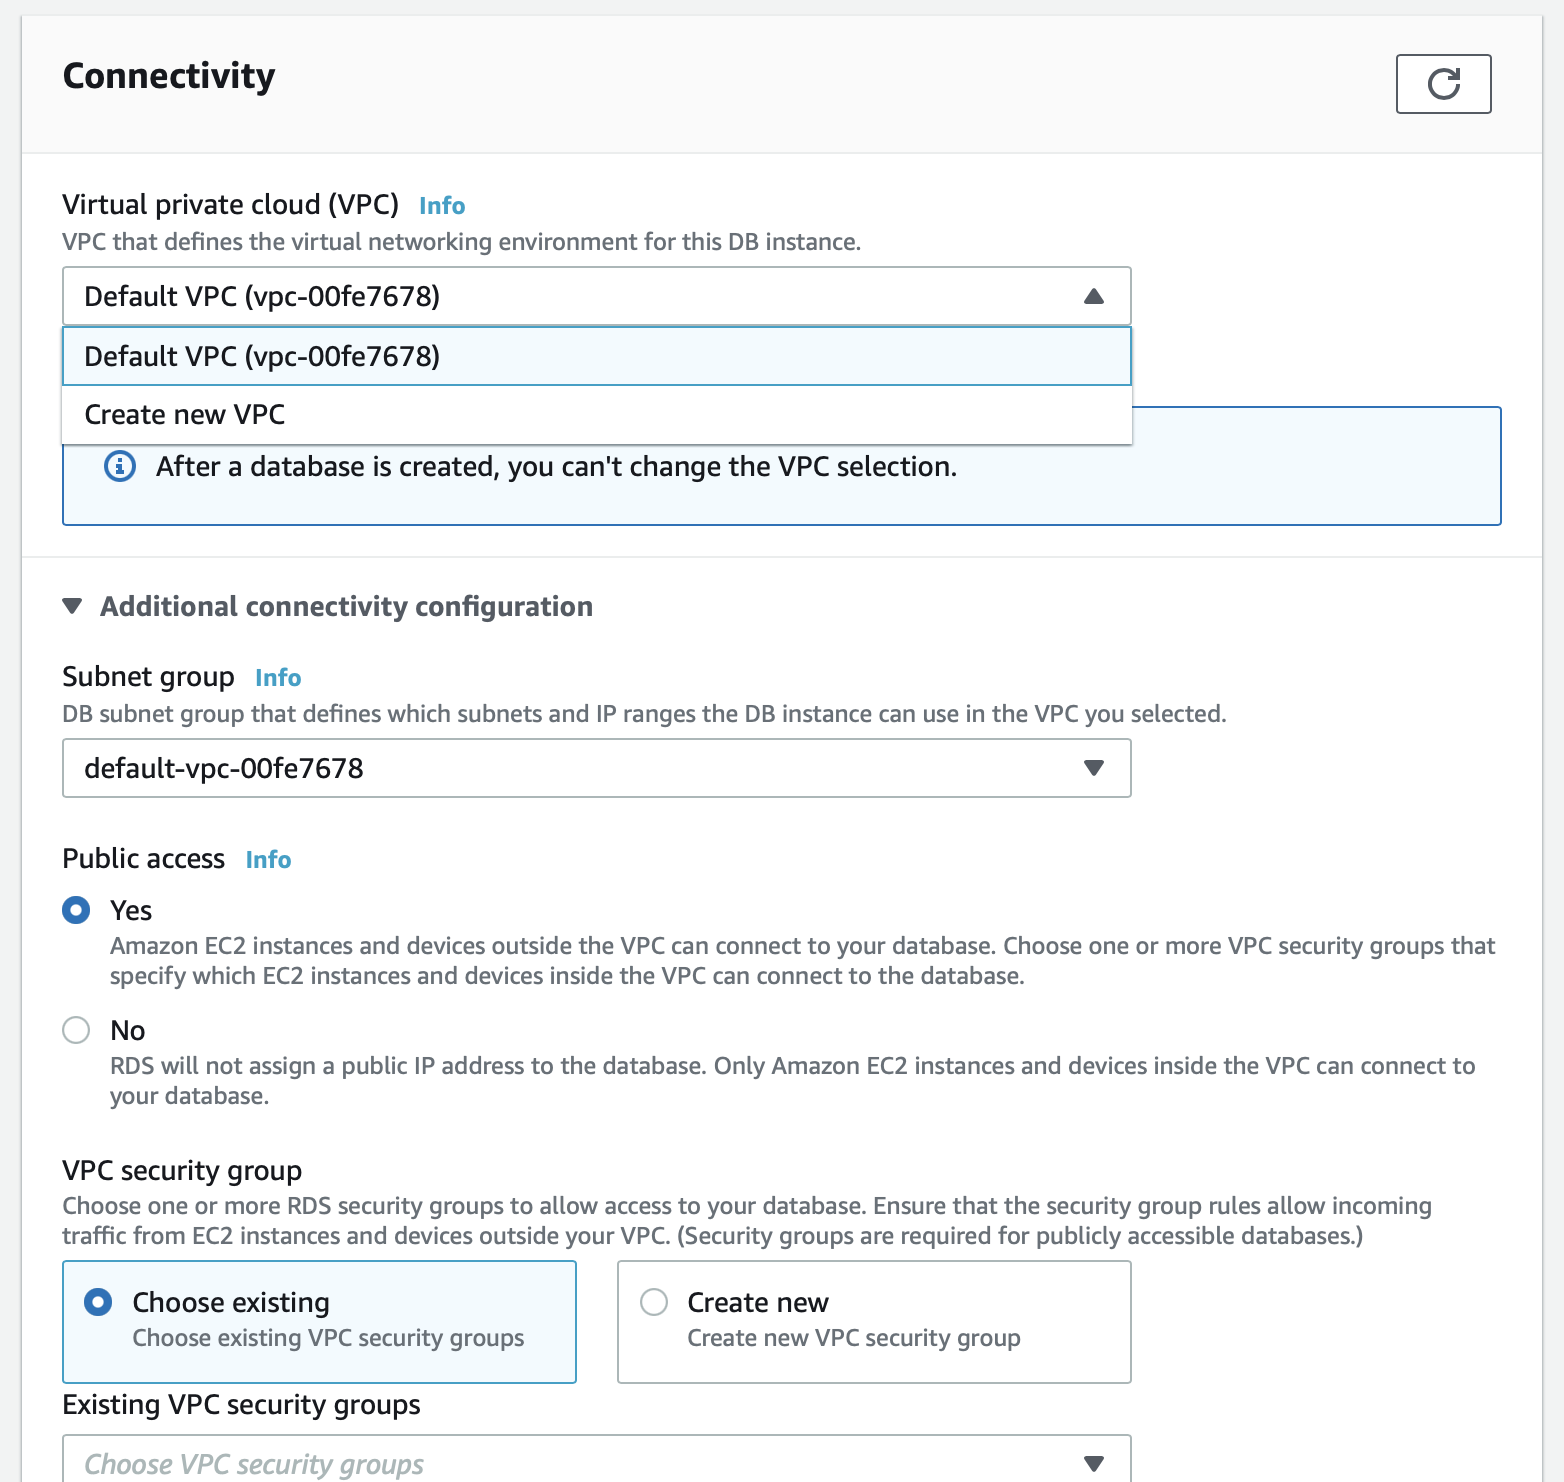 Connectivity
Virtual private cloud (VPC) Info
VPC that defines the virtual networking environment for this DB instance.
Default VPC (vpc-00fe7678)
Default VPC (vpc-00fe7678)
Create new VPC
After a database is created, you can't change the VPC selection.
Additional connectivity configuration
Subnet group Info
DB subnet group that defines which subnets and IP ranges the DB instance can use in the VPC you selected.
default-vpc-00fe7678
Public access Info
Yes
Amazon EC2 instances and devices outside the VPC can connect to your database. Choose one or more VPC security groups that
specify which EC2 instances and devices inside the VPC can connect to the database.
No
RDS will not assign a public IP address to the database. Only Amazon EC2 instances and devices inside the VPC can connect to
your database.
VPC security group
Choose one or more RDS security groups to allow access to your database. Ensure that the security group rules allow incoming
traffic from EC2 instances and devices outside your VPC. (Security groups are required for publicly accessible databases.)
Choose existing
Choose existing VPC security groups
Create new
Create new VPC security group
Existing VPC security groups
Choose VPC security groups